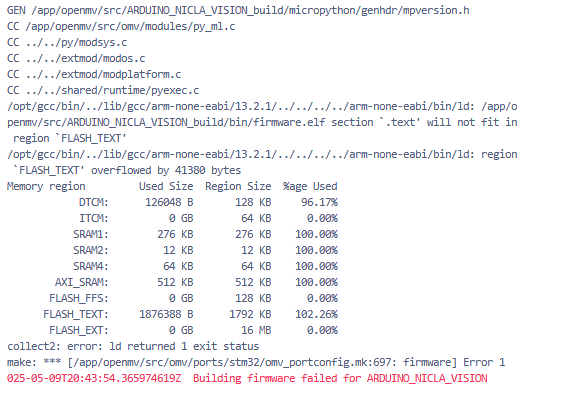 GEN /app/openmv/src/ARDUINO_NICLA_VISION_build/micropython/genhdr/mpversion.h
CC /app/openmv/src/omv/modules/py_ml.c
CC ../../py/modsys.c
CC ../../extmod/modos.c
CC ../../extmod/modplatform.c
CC ../../shared/runtime/pyexec.c
/opt/gcc/bin/../lib/gcc/arm-none-eabi/13.2.1/../../../../arm-none-eabi/bin/ld: /app/o
penmv/src/ARDUINO_NICLA_VISION_build/bin/firmware.elf section `.text' will not fit in
 region `FLASH_TEXT'
/opt/gcc/bin/../lib/gcc/arm-none-eabi/13.2.1/../../../../arm-none-eabi/bin/ld: region
 `FLASH_TEXT' overflowed by 41380 bytes
Memory region         Used Size  Region Size  %age Used
            DTCM:      126048 B       128 KB     96.17%
            ITCM:          0 GB        64 KB      0.00%
           SRAM1:        276 KB       276 KB    100.00%
           SRAM2:         12 KB        12 KB    100.00%
           SRAM4:         64 KB        64 KB    100.00%
        AXI_SRAM:        512 KB       512 KB    100.00%
       FLASH_FFS:          0 GB       128 KB      0.00%
      FLASH_TEXT:     1876388 B      1792 KB    102.26%
       FLASH_EXT:          0 GB        16 MB      0.00%
collect2: error: ld returned 1 exit status
make: *** [/app/openmv/src/omv/ports/stm32/omv_portconfig.mk:697: firmware] Error 1
025-05-09T20:43:54.365974619Z  Building firmware failed for ARDUINO_NICLA_VISION